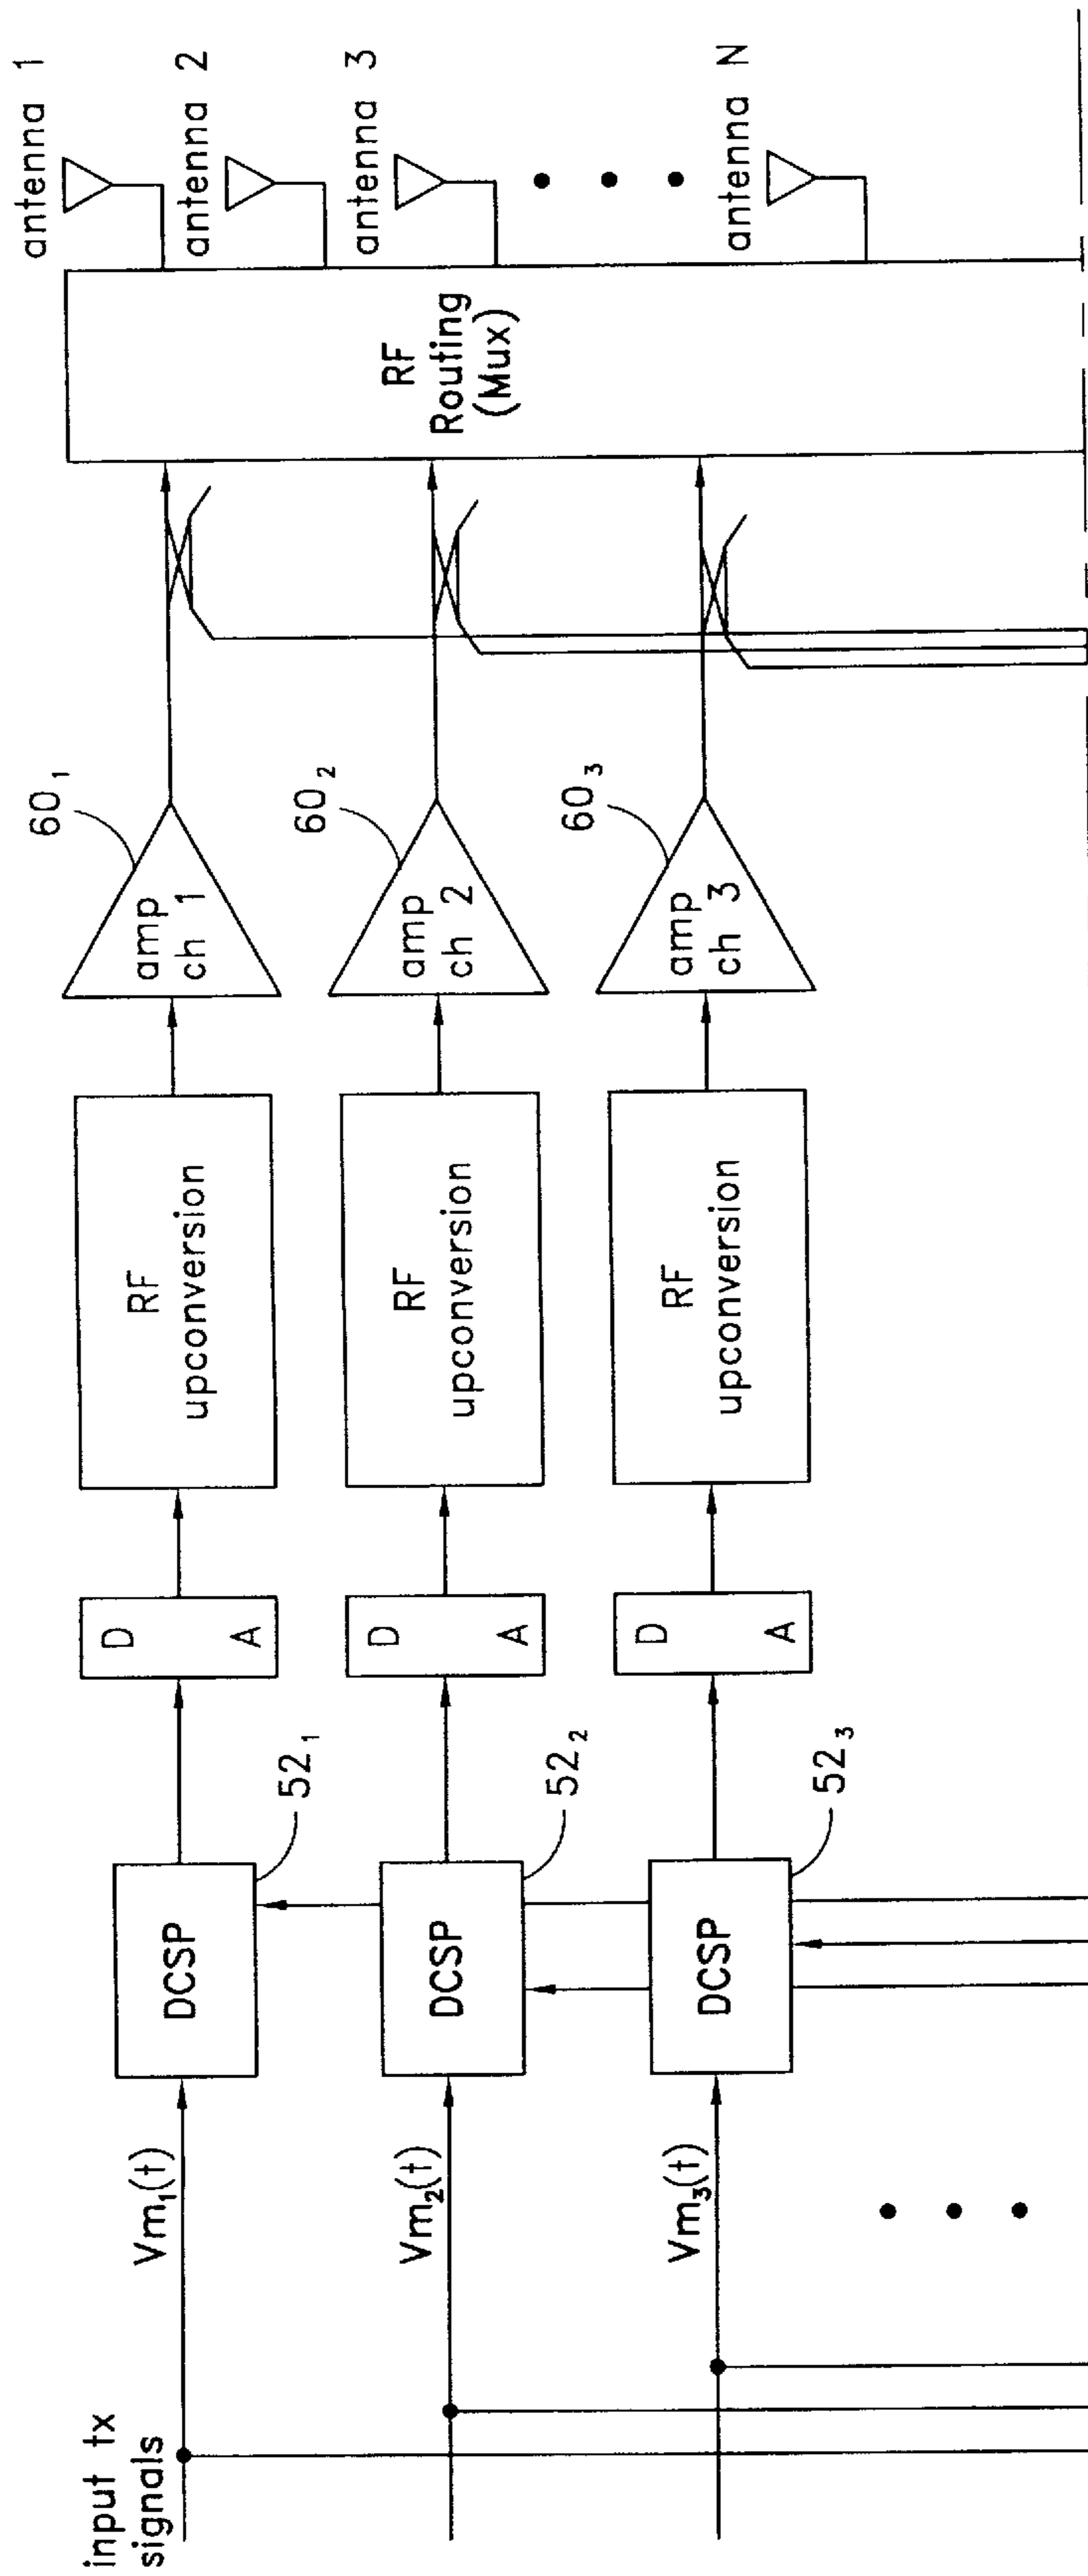 input tx
signals
Vm₁(t)
DCSP
52₁
D
A
RF
upconversion
amp
ch 1
60₁
Vm₂(t)
DCSP
52₂
D
A
RF
upconversion
amp
ch 2
60₂
Vm₃(t)
DCSP
52₃
D
A
RF
upconversion
amp
ch 3
60₃
RF
Routing
(Mux)
antenna 1
antenna 2
antenna 3
antenna N